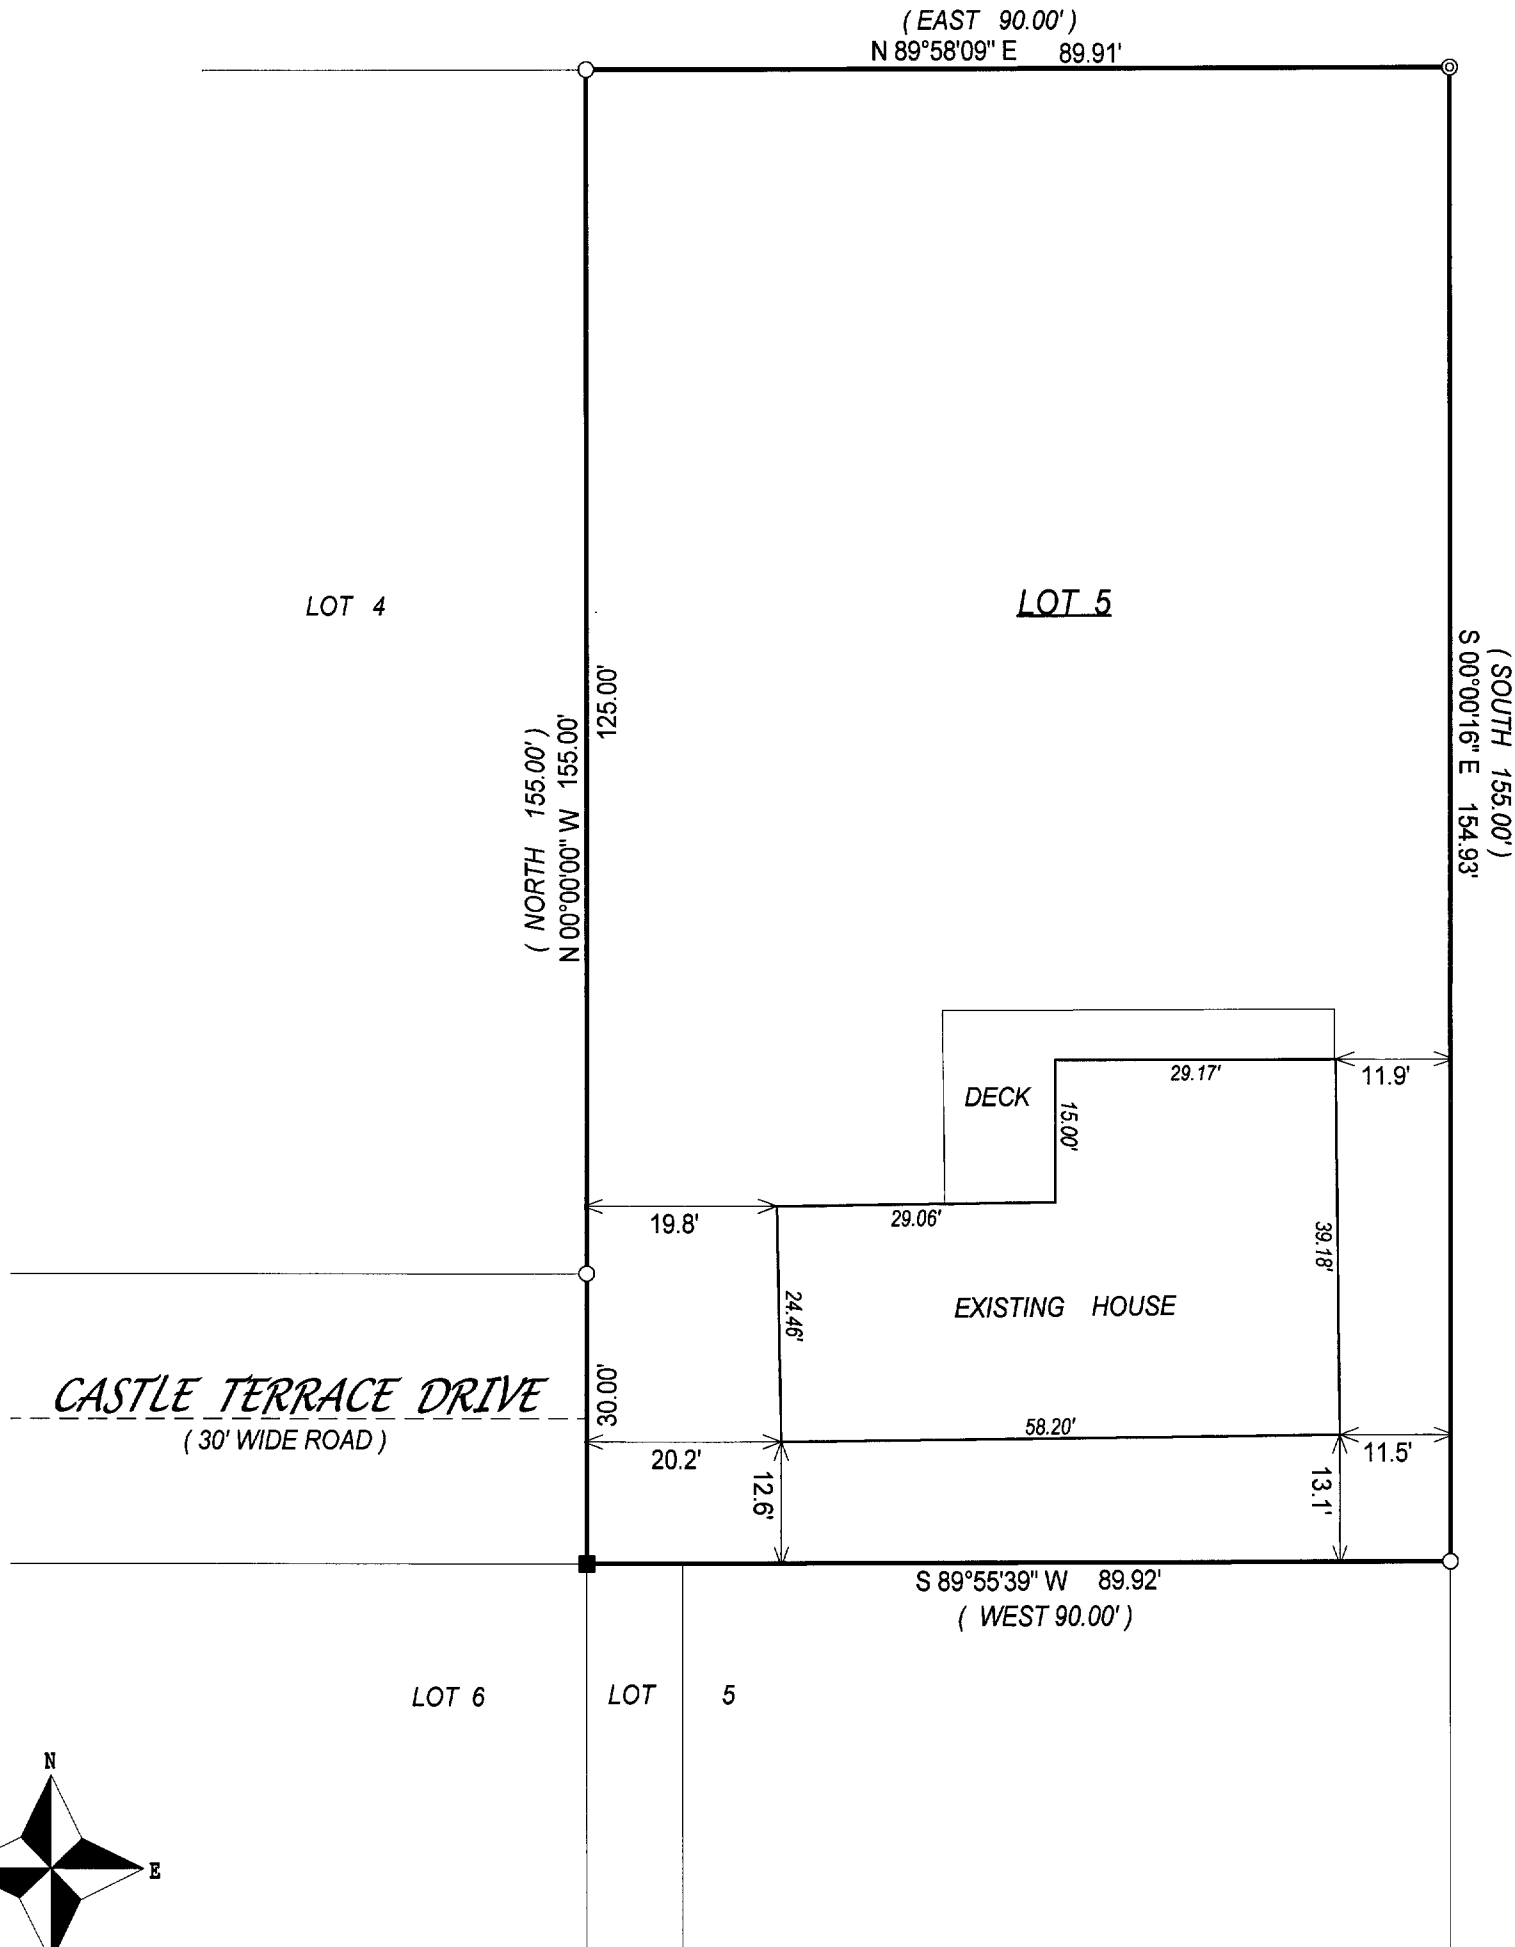 ( EAST 90.00' )
N 89°58'09" E 89.91'
LOT 4
LOT 5
125.00'
( NORTH 155.00' )
N 00°00'00" W 155.00'
( SOUTH 155.00' )
S 00°00'16" E 154.93'
29.17'
11.9'
DECK
15.00'
19.8'
29.06'
39.18'
24.46'
EXISTING HOUSE
CASTLE TERRACE DRIVE
( 30' WIDE ROAD )
30.00'
58.20'
20.2'
11.5'
12.6'
13.1'
S 89°55'39" W 89.92'
( WEST 90.00' )
LOT 6
LOT 5
N
E